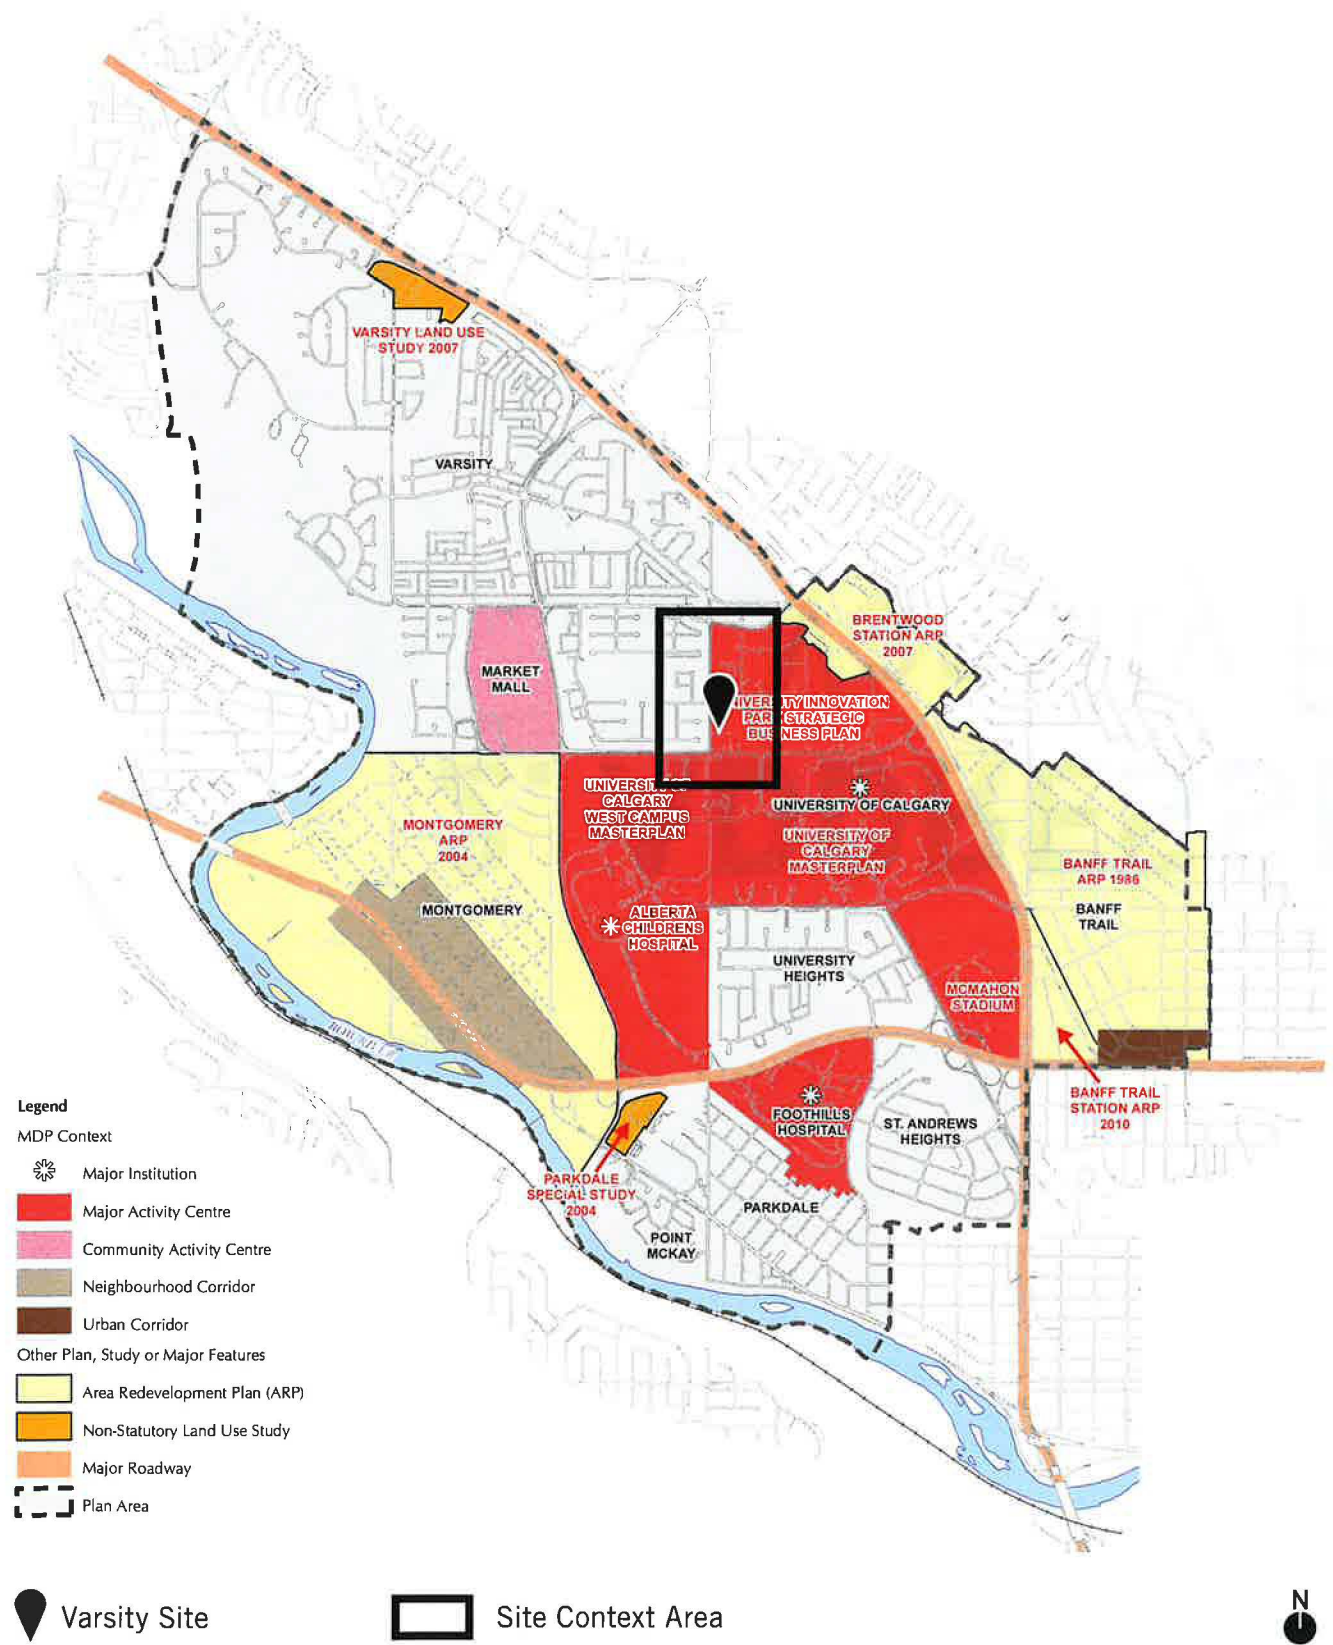 VARSITY LAND USE
STUDY 2007
VARSITY
BRENTWOOD
STATION ARP
2007
MARKET
MALL
NIVERSITY INNOVATION
PARK STRATEGIC
BUSINESS PLAN
UNIVERSITY OF
CALGARY
WEST CAMPUS
MASTERPLAN
UNIVERSITY OF CALGARY
UNIVERSITY OF
CALGARY
MASTERPLAN
MONTGOMERY
ARP
2004
MONTGOMERY
BANFF TRAIL
ARP 1986
BANFF
TRAIL
ALBERTA
CHILDRENS
HOSPITAL
UNIVERSITY
HEIGHTS
MCMAHON
STADIUM
BANFF TRAIL
STATION ARP
2010
FOOTHILLS
HOSPITAL
ST. ANDREWS
HEIGHTS
PARKDALE
SPECIAL STUDY
2004
PARKDALE
POINT
MCKAY
Legend
MDP Context
Major Institution
Major Activity Centre
Community Activity Centre
Neighbourhood Corridor
Urban Corridor
Other Plan, Study or Major Features
Area Redevelopment Plan (ARP)
Non-Statutory Land Use Study
Major Roadway
Plan Area
Varsity Site
Site Context Area
N